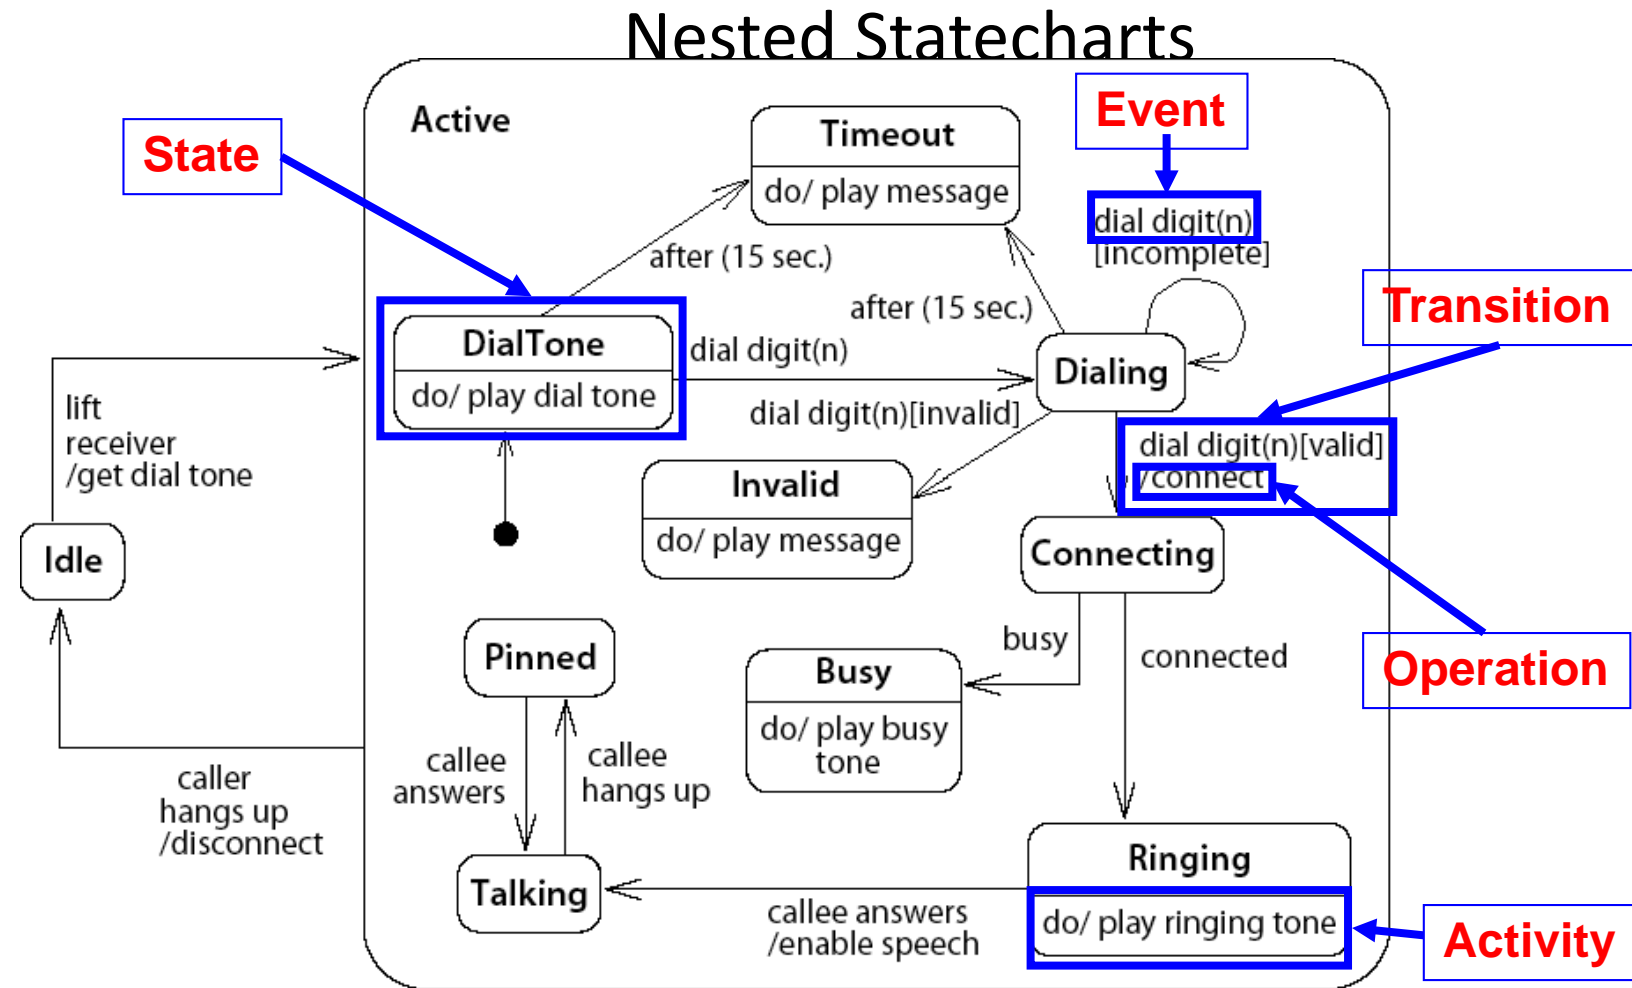 Nested Statecharts
Active
State
Timeout
do/ play message
Event
dial digit(n)
[incomplete]
after (15 sec.)
after (15 sec.)
Transition
DialTone
do/ play dial tone
dial digit(n)
Dialing
dial digit(n)[invalid]
lift
receiver
/get dial tone
dial digit(n)[valid]
/connect
Invalid
do/ play message
Idle
Connecting
Operation
Pinned
busy
connected
Busy
do/ play busy
tone
callee
answers
callee
hangs up
caller
hangs up
/disconnect
Talking
Ringing
do/ play ringing tone
callee answers
/enable speech
Activity